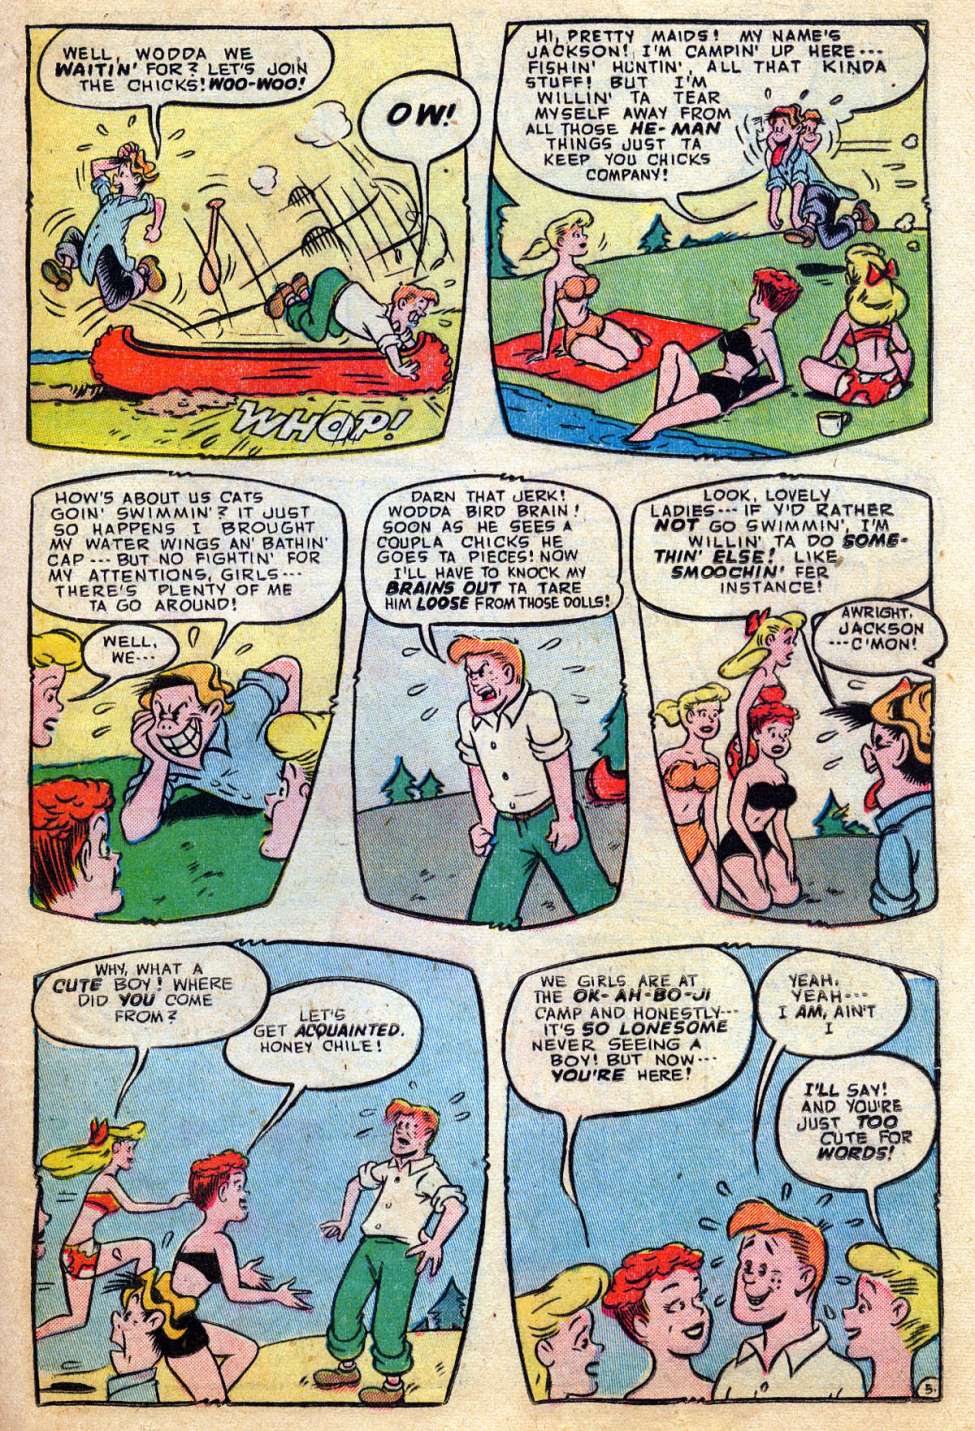 WELL, WODDA WE
WAITIN' FOR? LET'S JOIN
THE CHICKS! WOO-WOO!
OW!
WHOP!
HI, PRETTY MAIDS! MY NAME'S
JACKSON! I'M CAMPIN' UP HERE---
FISHIN' HUNTIN', ALL THAT KINDA
STUFF! BUT I'M
WILLIN' TA TEAR
MYSELF AWAY FROM
ALL THOSE HE-MAN
THINGS JUST TA
KEEP YOU CHICKS
COMPANY!
HOW'S ABOUT US CATS
GOIN' SWIMMIN'? IT JUST
SO HAPPENS I BROUGHT
MY WATER WINGS AN' BATHIN'
CAP--- BUT NO FIGHTIN' FOR
MY ATTENTIONS, GIRLS---
THERE'S PLENTY OF ME
TA GO AROUND!
WELL,
WE---
DARN THAT JERK!
WODDA BIRD BRAIN!
SOON AS HE SEES A
COUPLA CHICKS HE
GOES TA PIECES! NOW
I'LL HAVE TO KNOCK MY
BRAINS OUT TA TARE
HIM LOOSE FROM THOSE DOLLS!
LOOK, LOVELY
LADIES--- IF Y'D RATHER
NOT GO SWIMMIN', I'M
WILLIN' TA DO SOME-
THIN' ELSE! LIKE
SMOOCHIN' FER
INSTANCE!
AWRIGHT,
JACKSON
---C'MON!
WHY, WHAT A
CUTE BOY! WHERE
DID YOU COME
FROM?
LET'S
GET ACQUAINTED,
HONEY CHILE!
WE GIRLS ARE AT
THE OK-AH-BO-JI
CAMP AND HONESTLY---
IT'S SO LONESOME
NEVER SEEING A
BOY! BUT NOW---
YOU'RE HERE!
YEAH,
YEAH---
I AM, AIN'T
I
I'LL SAY!
AND YOU'RE
JUST TOO
CUTE FOR
WORDS!
5.